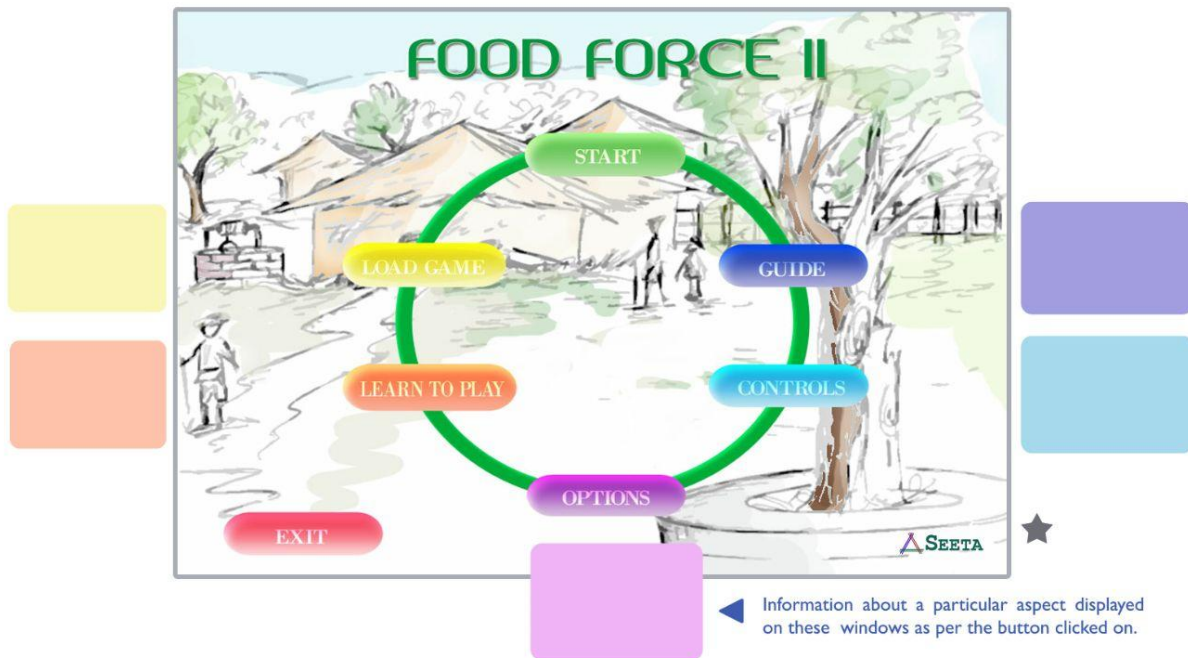 FOOD FORCE II
START
LOAD GAME
GUIDE
LEARN TO PLAY
CONTROLS
OPTIONS
EXIT
SEETA
Information about a particular aspect displayed
on these windows as per the button clicked on.